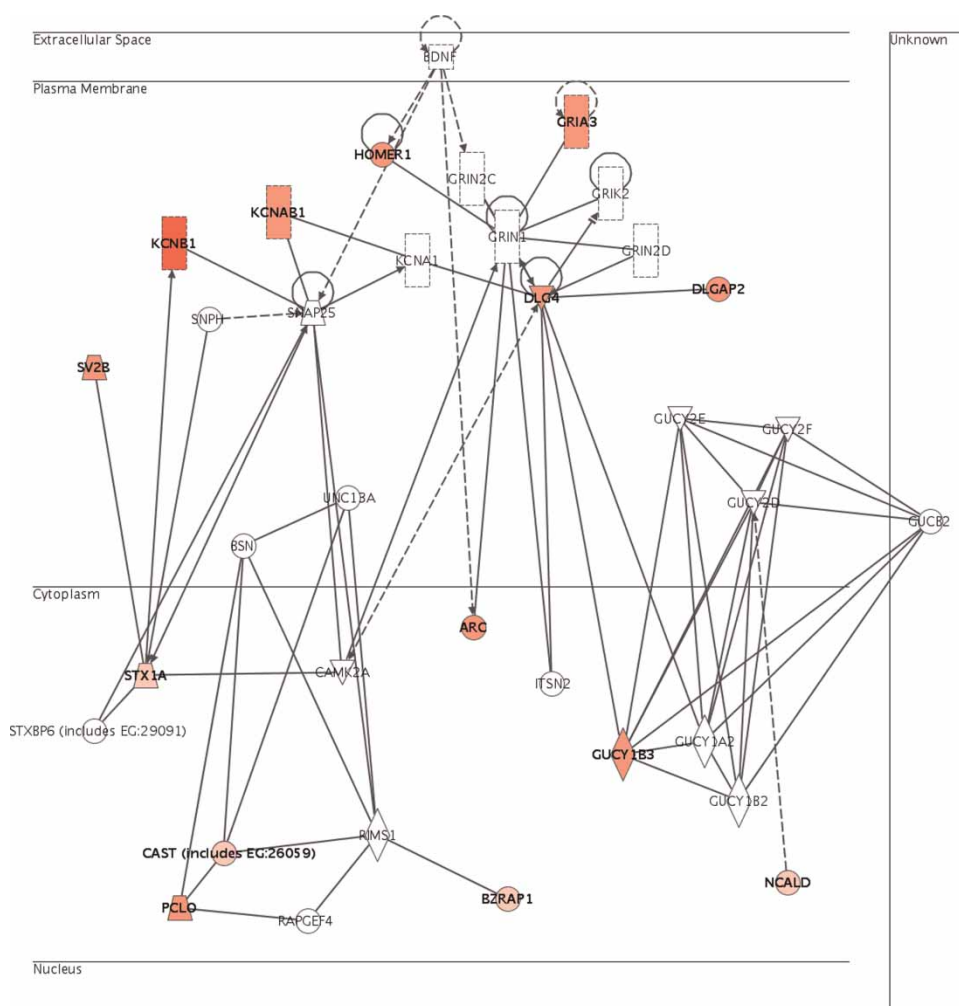 Extracellular Space
Unknown
BDNF
Plasma Membrane
GRIA3
HOMER1
GRIN2C
GRIK2
KCNAB1
GRIN1
KCNB1
KCNA1
GRIN2D
DLG4
DLGAP2
SNAP25
SNPH
SV2B
GUCY2E
GUCY2F
UNC13A
GUCY2D
GUCB2
BSN
Cytoplasm
ARC
STX1A
CAMK2A
ITSN2
STXBP6 (includes EG:29091)
GUCY1A2
GUCY1B3
GUCY1B2
RIMS1
CAST (includes EG:26059)
NCALD
BZRAP1
PCLO
RAPGEF4
Nucleus